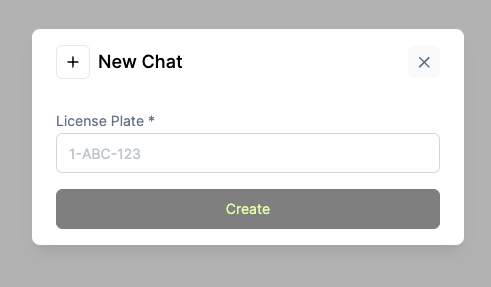 New Chat
License Plate *
1-ABC-123
Create